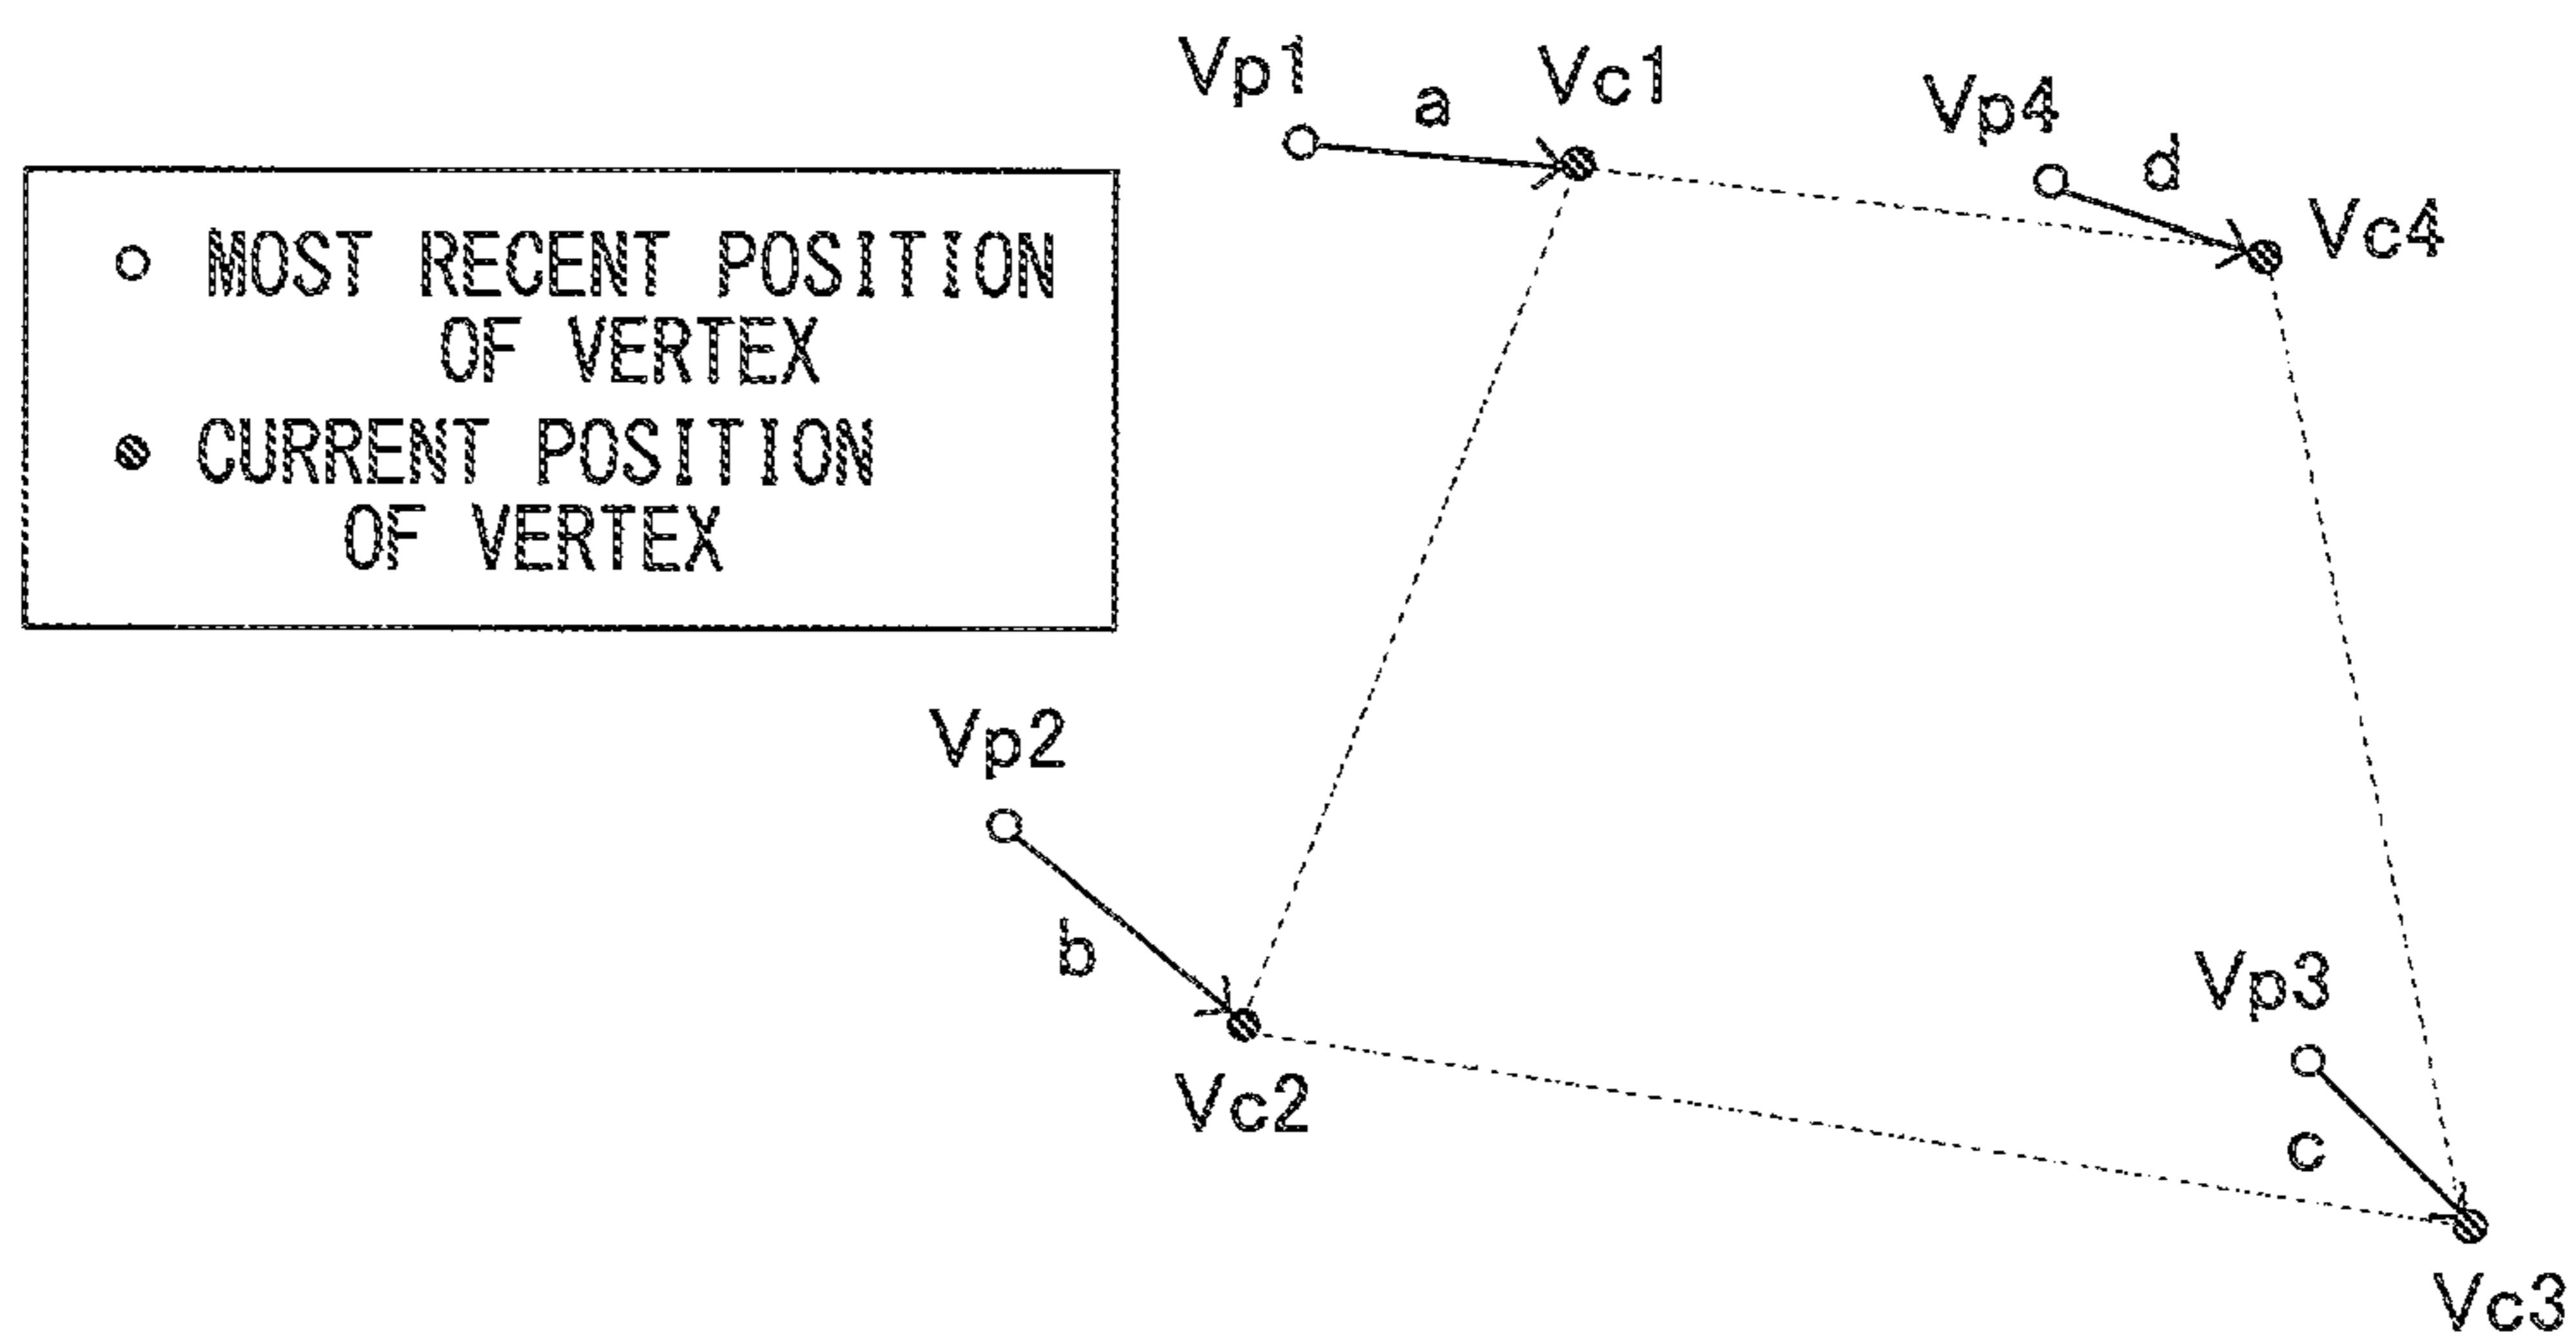 Vp1
a
Vc1
Vp4
d
Vc4
MOST RECENT POSITION
OF VERTEX
CURRENT POSITION
OF VERTEX
Vp2
b
Vc2
Vp3
c
Vc3